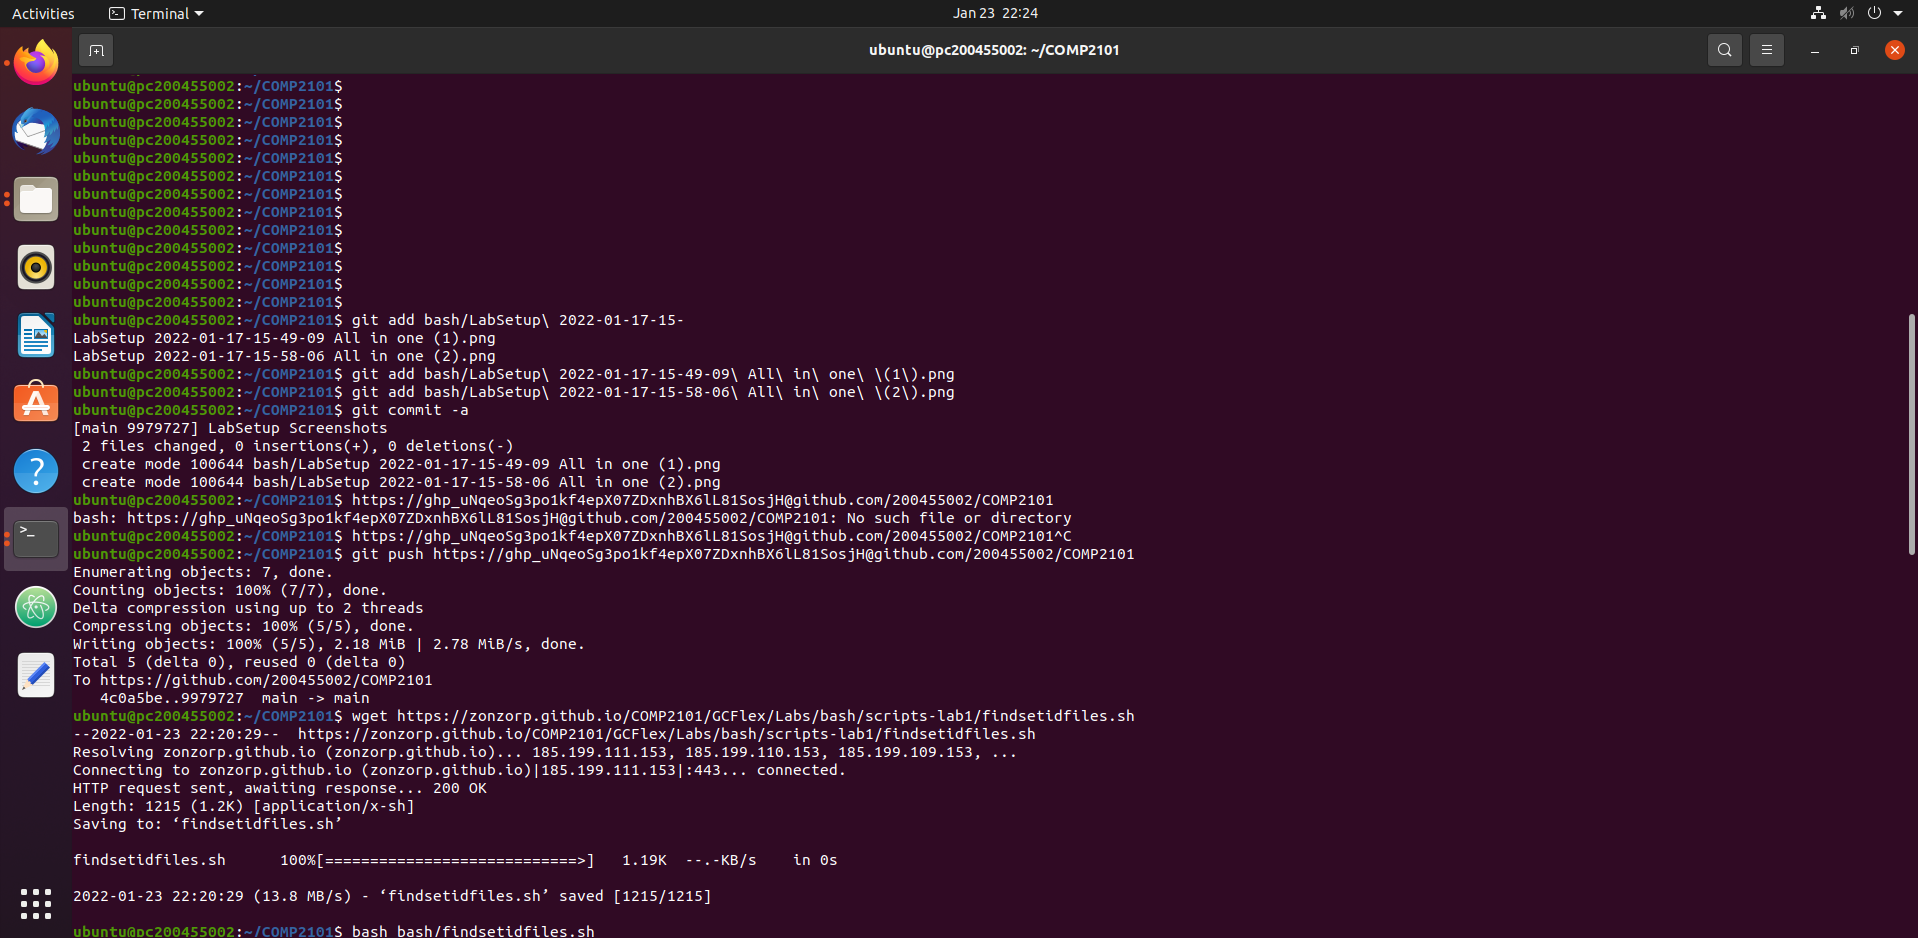 Activities
Terminal
Jan 23 22:24
ubuntu@pc200455002: ~/COMP2101
ubuntu@pc200455002:~/COMP2101$
ubuntu@pc200455002:~/COMP2101$
ubuntu@pc200455002:~/COMP2101$
ubuntu@pc200455002:~/COMP2101$
ubuntu@pc200455002:~/COMP2101$
ubuntu@pc200455002:~/COMP2101$
ubuntu@pc200455002:~/COMP2101$
ubuntu@pc200455002:~/COMP2101$
ubuntu@pc200455002:~/COMP2101$
ubuntu@pc200455002:~/COMP2101$
ubuntu@pc200455002:~/COMP2101$
ubuntu@pc200455002:~/COMP2101$
ubuntu@pc200455002:~/COMP2101$
ubuntu@pc200455002:~/COMP2101$ git add bash/LabSetup\ 2022-01-17-15-
LabSetup 2022-01-17-15-49-09 All in one (1).png
LabSetup 2022-01-17-15-58-06 All in one (2).png
ubuntu@pc200455002:~/COMP2101$ git add bash/LabSetup\ 2022-01-17-15-49-09\ All\ in\ one\ \(1\).png
ubuntu@pc200455002:~/COMP2101$ git add bash/LabSetup\ 2022-01-17-15-58-06\ All\ in\ one\ \(2\).png
ubuntu@pc200455002:~/COMP2101$ git commit -a
[main 9979727] LabSetup Screenshots
 2 files changed, 0 insertions(+), 0 deletions(-)
 create mode 100644 bash/LabSetup 2022-01-17-15-49-09 All in one (1).png
 create mode 100644 bash/LabSetup 2022-01-17-15-58-06 All in one (2).png
ubuntu@pc200455002:~/COMP2101$ https://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@github.com/200455002/COMP2101
bash: https://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@github.com/200455002/COMP2101: No such file or directory
ubuntu@pc200455002:~/COMP2101$ https://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@github.com/200455002/COMP2101^C
ubuntu@pc200455002:~/COMP2101$ git push https://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@github.com/200455002/COMP2101
Enumerating objects: 7, done.
Counting objects: 100% (7/7), done.
Delta compression using up to 2 threads
Compressing objects: 100% (5/5), done.
Writing objects: 100% (5/5), 2.18 MiB | 2.78 MiB/s, done.
Total 5 (delta 0), reused 0 (delta 0)
To https://github.com/200455002/COMP2101
   4c0a5be..9979727  main -> main
ubuntu@pc200455002:~/COMP2101$ wget https://zonzorp.github.io/COMP2101/GCFlex/Labs/bash/scripts-lab1/findsetidfiles.sh
--2022-01-23 22:20:29--  https://zonzorp.github.io/COMP2101/GCFlex/Labs/bash/scripts-lab1/findsetidfiles.sh
Resolving zonzorp.github.io (zonzorp.github.io)... 185.199.111.153, 185.199.110.153, 185.199.109.153, ...
Connecting to zonzorp.github.io (zonzorp.github.io)|185.199.111.153|:443... connected.
HTTP request sent, awaiting response... 200 OK
Length: 1215 (1.2K) [application/x-sh]
Saving to: ‘findsetidfiles.sh’
findsetidfiles.sh      100%[============================>]   1.19K  --.-KB/s    in 0s
2022-01-23 22:20:29 (13.8 MB/s) - ‘findsetidfiles.sh’ saved [1215/1215]
ubuntu@pc200455002:~/COMP2101$ bash bash/findsetidfiles.sh